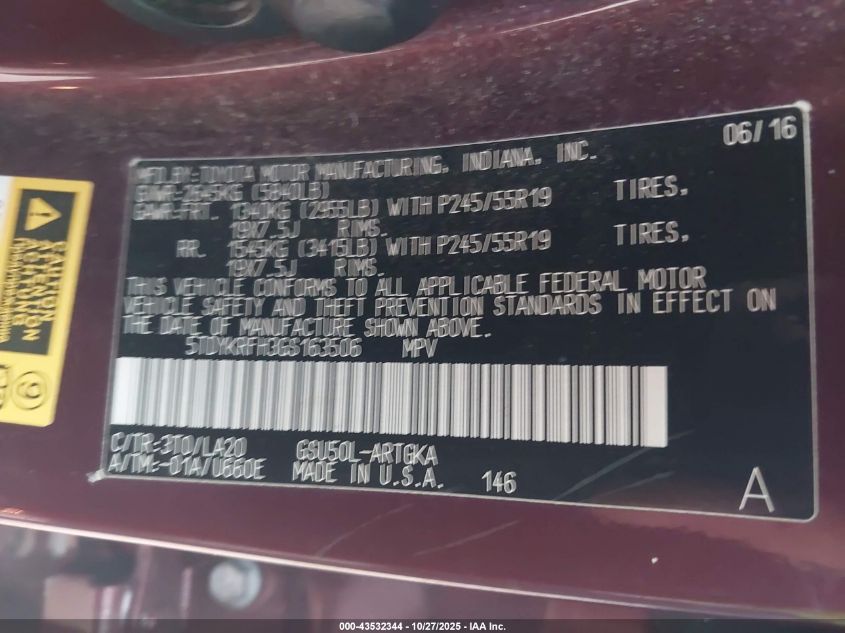 06/16
MFD.BY:TOYOTA MOTOR MANUFACTURING, INDIANA, INC.
GVWR:2645KG (5840LB)
GAWR:FRT. 1340KG (2955LB) WITH P245/55R19 TIRES,
19X7.5J RIMS.
RR. 1545KG (3415LB) WITH P245/55R19 TIRES,
19X7.5J RIMS.
THIS VEHICLE CONFORMS TO ALL APPLICABLE FEDERAL MOTOR
VEHICLE SAFETY AND THEFT PREVENTION STANDARDS IN EFFECT ON
THE DATE OF MANUFACTURE SHOWN ABOVE.
5TDYKRFH3GS163506 MPV
C/TR:3T0/LA20 GSU50L-ARTGKA
A/TM:-01A/U660E MADE IN U.S.A. 146
A
CAUTION
ACHTUNG
ATTENTION
000-43532344 | 10/27/2025 - IAA Inc.